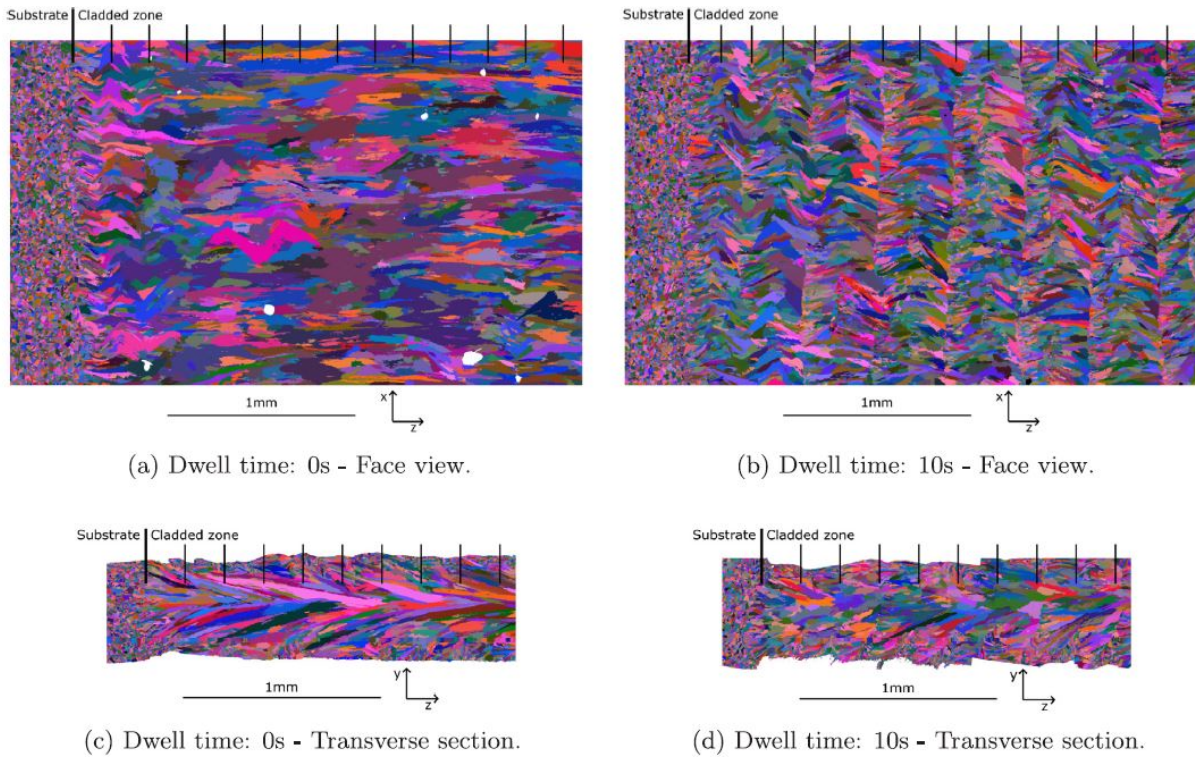 Substrate Cladded zone
Substrate Cladded zone
1mm
x
z
1mm
x
z
(a) Dwell time: 0s - Face view.
(b) Dwell time: 10s - Face view.
Substrate Cladded zone
Substrate Cladded zone
1mm
y
z
1mm
y
z
(c) Dwell time: 0s - Transverse section.
(d) Dwell time: 10s - Transverse section.